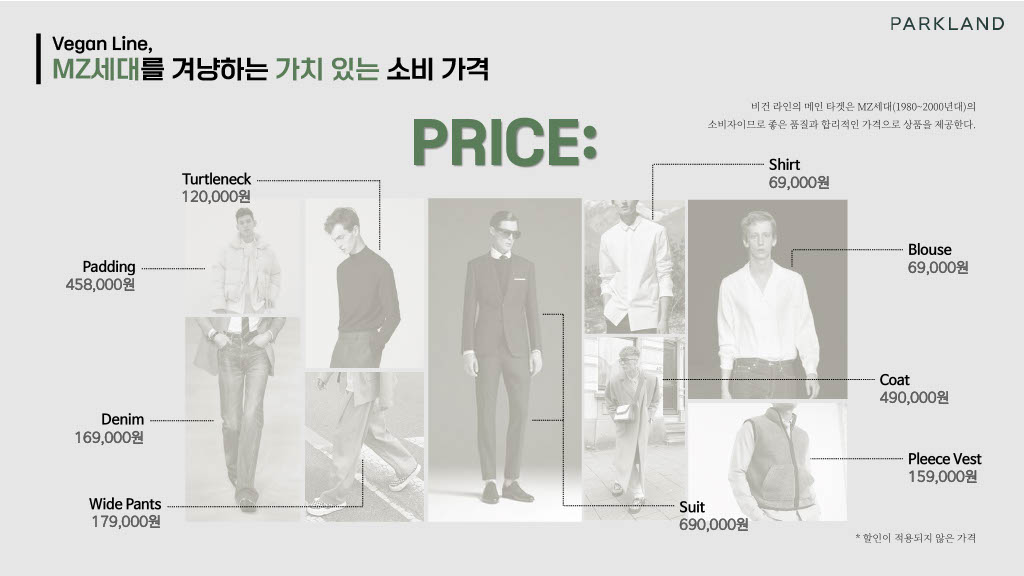 PARKLAND
Vegan Line,
MZ세대를 겨냥하는 가치 있는 소비 가격
비건 라인의 메인 타겟은 MZ세대(1980~2000년대)의
소비자이므로 좋은 품질과 합리적인 가격으로 상품을 제공한다.
PRICE:
Turtleneck
120,000원
Shirt
69,000원
Padding
458,000원
Blouse
69,000원
Denim
169,000원
Coat
490,000원
Wide Pants
179,000원
Suit
690,000원
Pleece Vest
159,000원
* 할인이 적용되지 않은 가격